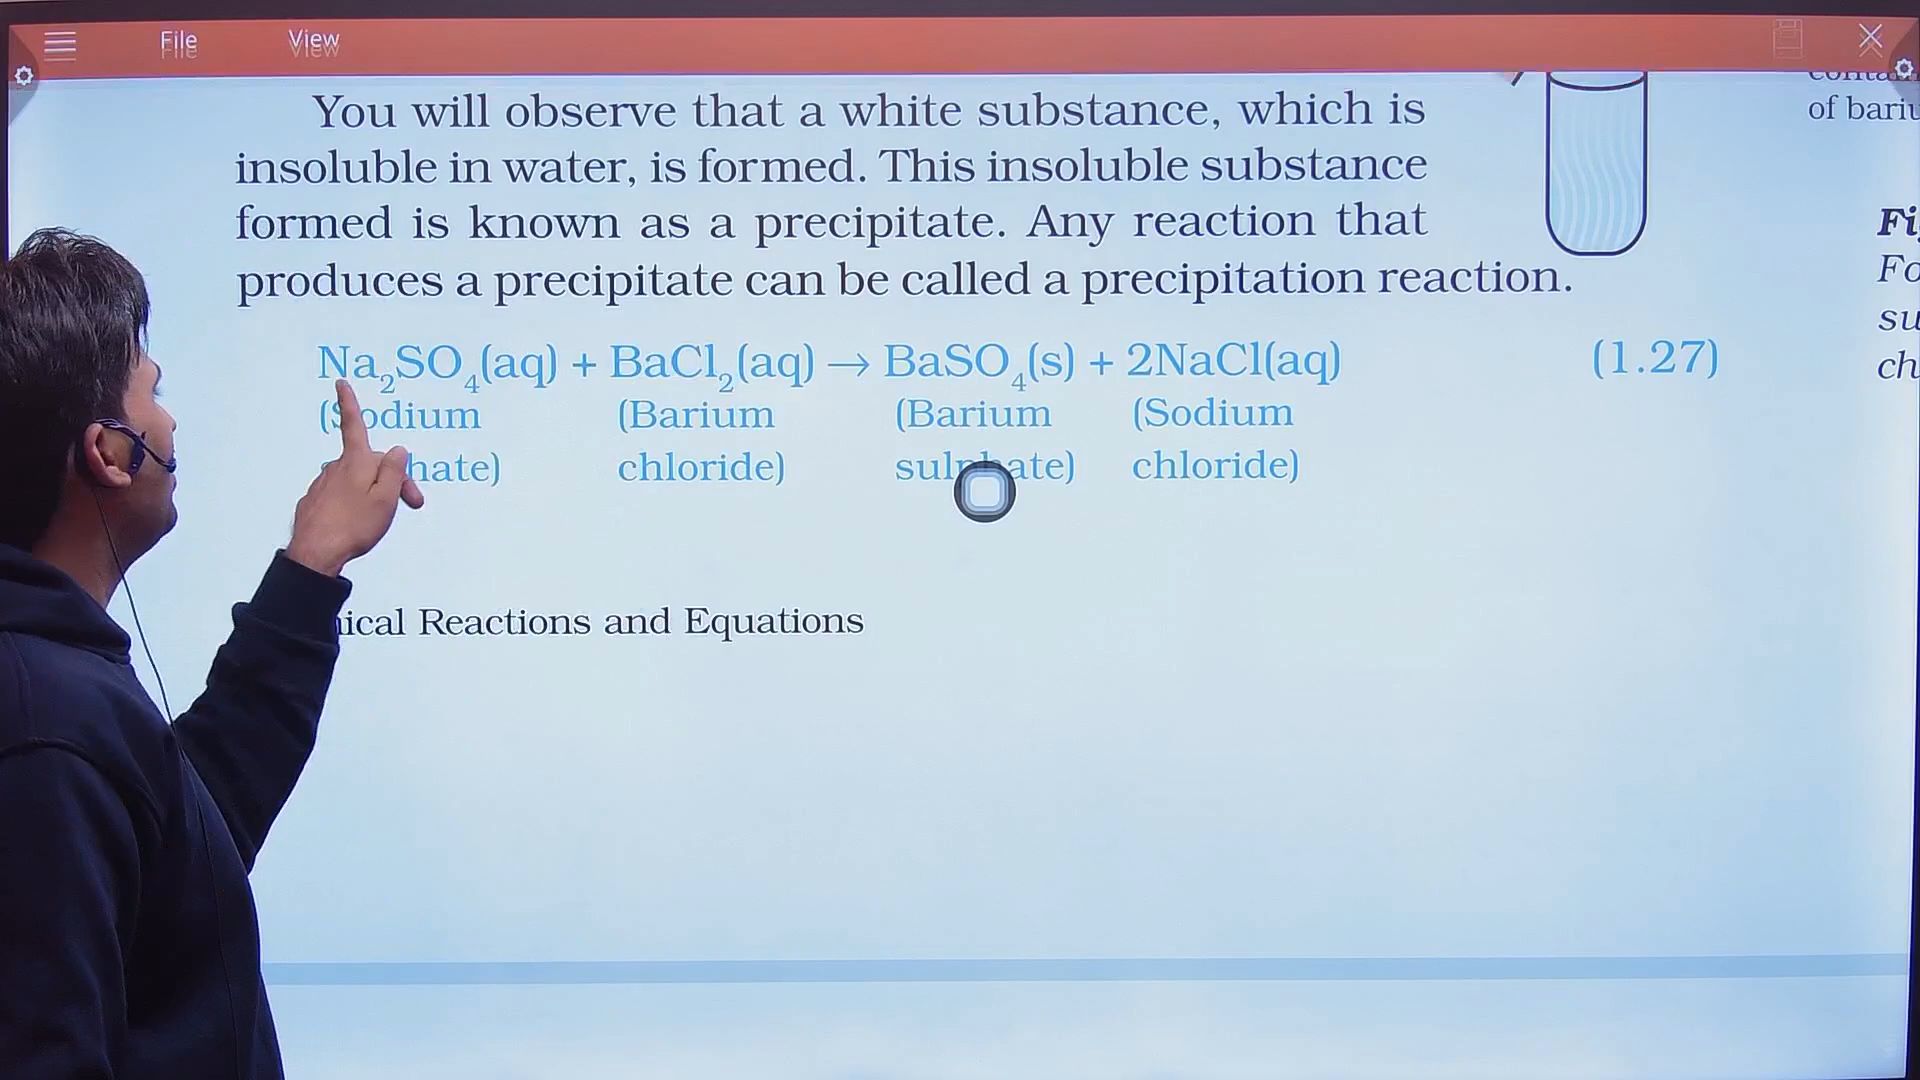 File View
You will observe that a white substance, which is
insoluble in water, is formed. This insoluble substance
formed is known as a precipitate. Any reaction that
produces a precipitate can be called a precipitation reaction.
Na₂SO₄(aq) + BaCl₂(aq) → BaSO₄(s) + 2NaCl(aq) (1.27)
(Sodium (Barium (Barium (Sodium
chloride) chloride)
Reactions and Equations
of